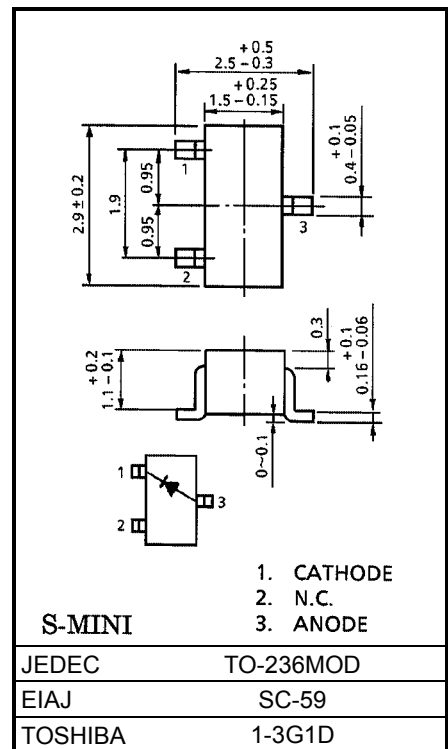 + 0.5
2.5 – 0.3
+ 0.25
1.5 – 0.15
2.9 ± 0.2
1.9
0.95
0.95
1
2
3
+ 0.1
0.4 – 0.05
+ 0.2
1.1 – 0.1
0.3
+ 0.1
0.16 – 0.06
0~0.1
1
2
3
1. CATHODE
2. N.C.
3. ANODE
S-MINI
JEDEC TO-236MOD
EIAJ SC-59
TOSHIBA 1-3G1D